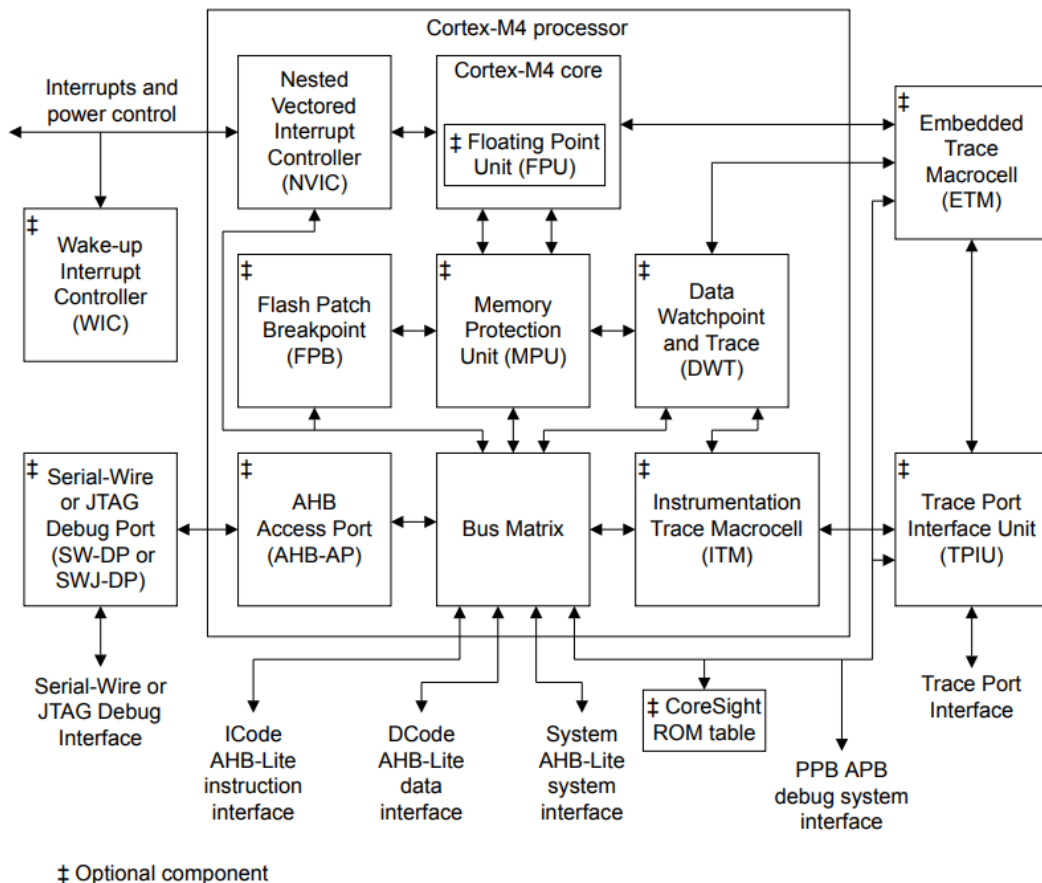 Cortex-M4 processor
Interrupts and
power control
Nested
Vectored
Interrupt
Controller
(NVIC)
Cortex-M4 core
‡ Floating Point
Unit (FPU)
‡
Embedded
Trace
Macrocell
(ETM)
‡
Wake-up
Interrupt
Controller
(WIC)
‡
Flash Patch
Breakpoint
(FPB)
‡
Memory
Protection
Unit (MPU)
‡
Data
Watchpoint
and Trace
(DWT)
‡ Serial-Wire
or JTAG
Debug Port
(SW-DP or
SWJ-DP)
‡
AHB
Access Port
(AHB-AP)
Bus Matrix
‡
Instrumentation
Trace Macrocell
(ITM)
‡
Trace Port
Interface Unit
(TPIU)
Serial-Wire or
JTAG Debug
Interface
ICode
AHB-Lite
instruction
interface
DCode
AHB-Lite
data
interface
System
AHB-Lite
system
interface
‡ CoreSight
ROM table
PPB APB
debug system
interface
Trace Port
Interface
‡ Optional component